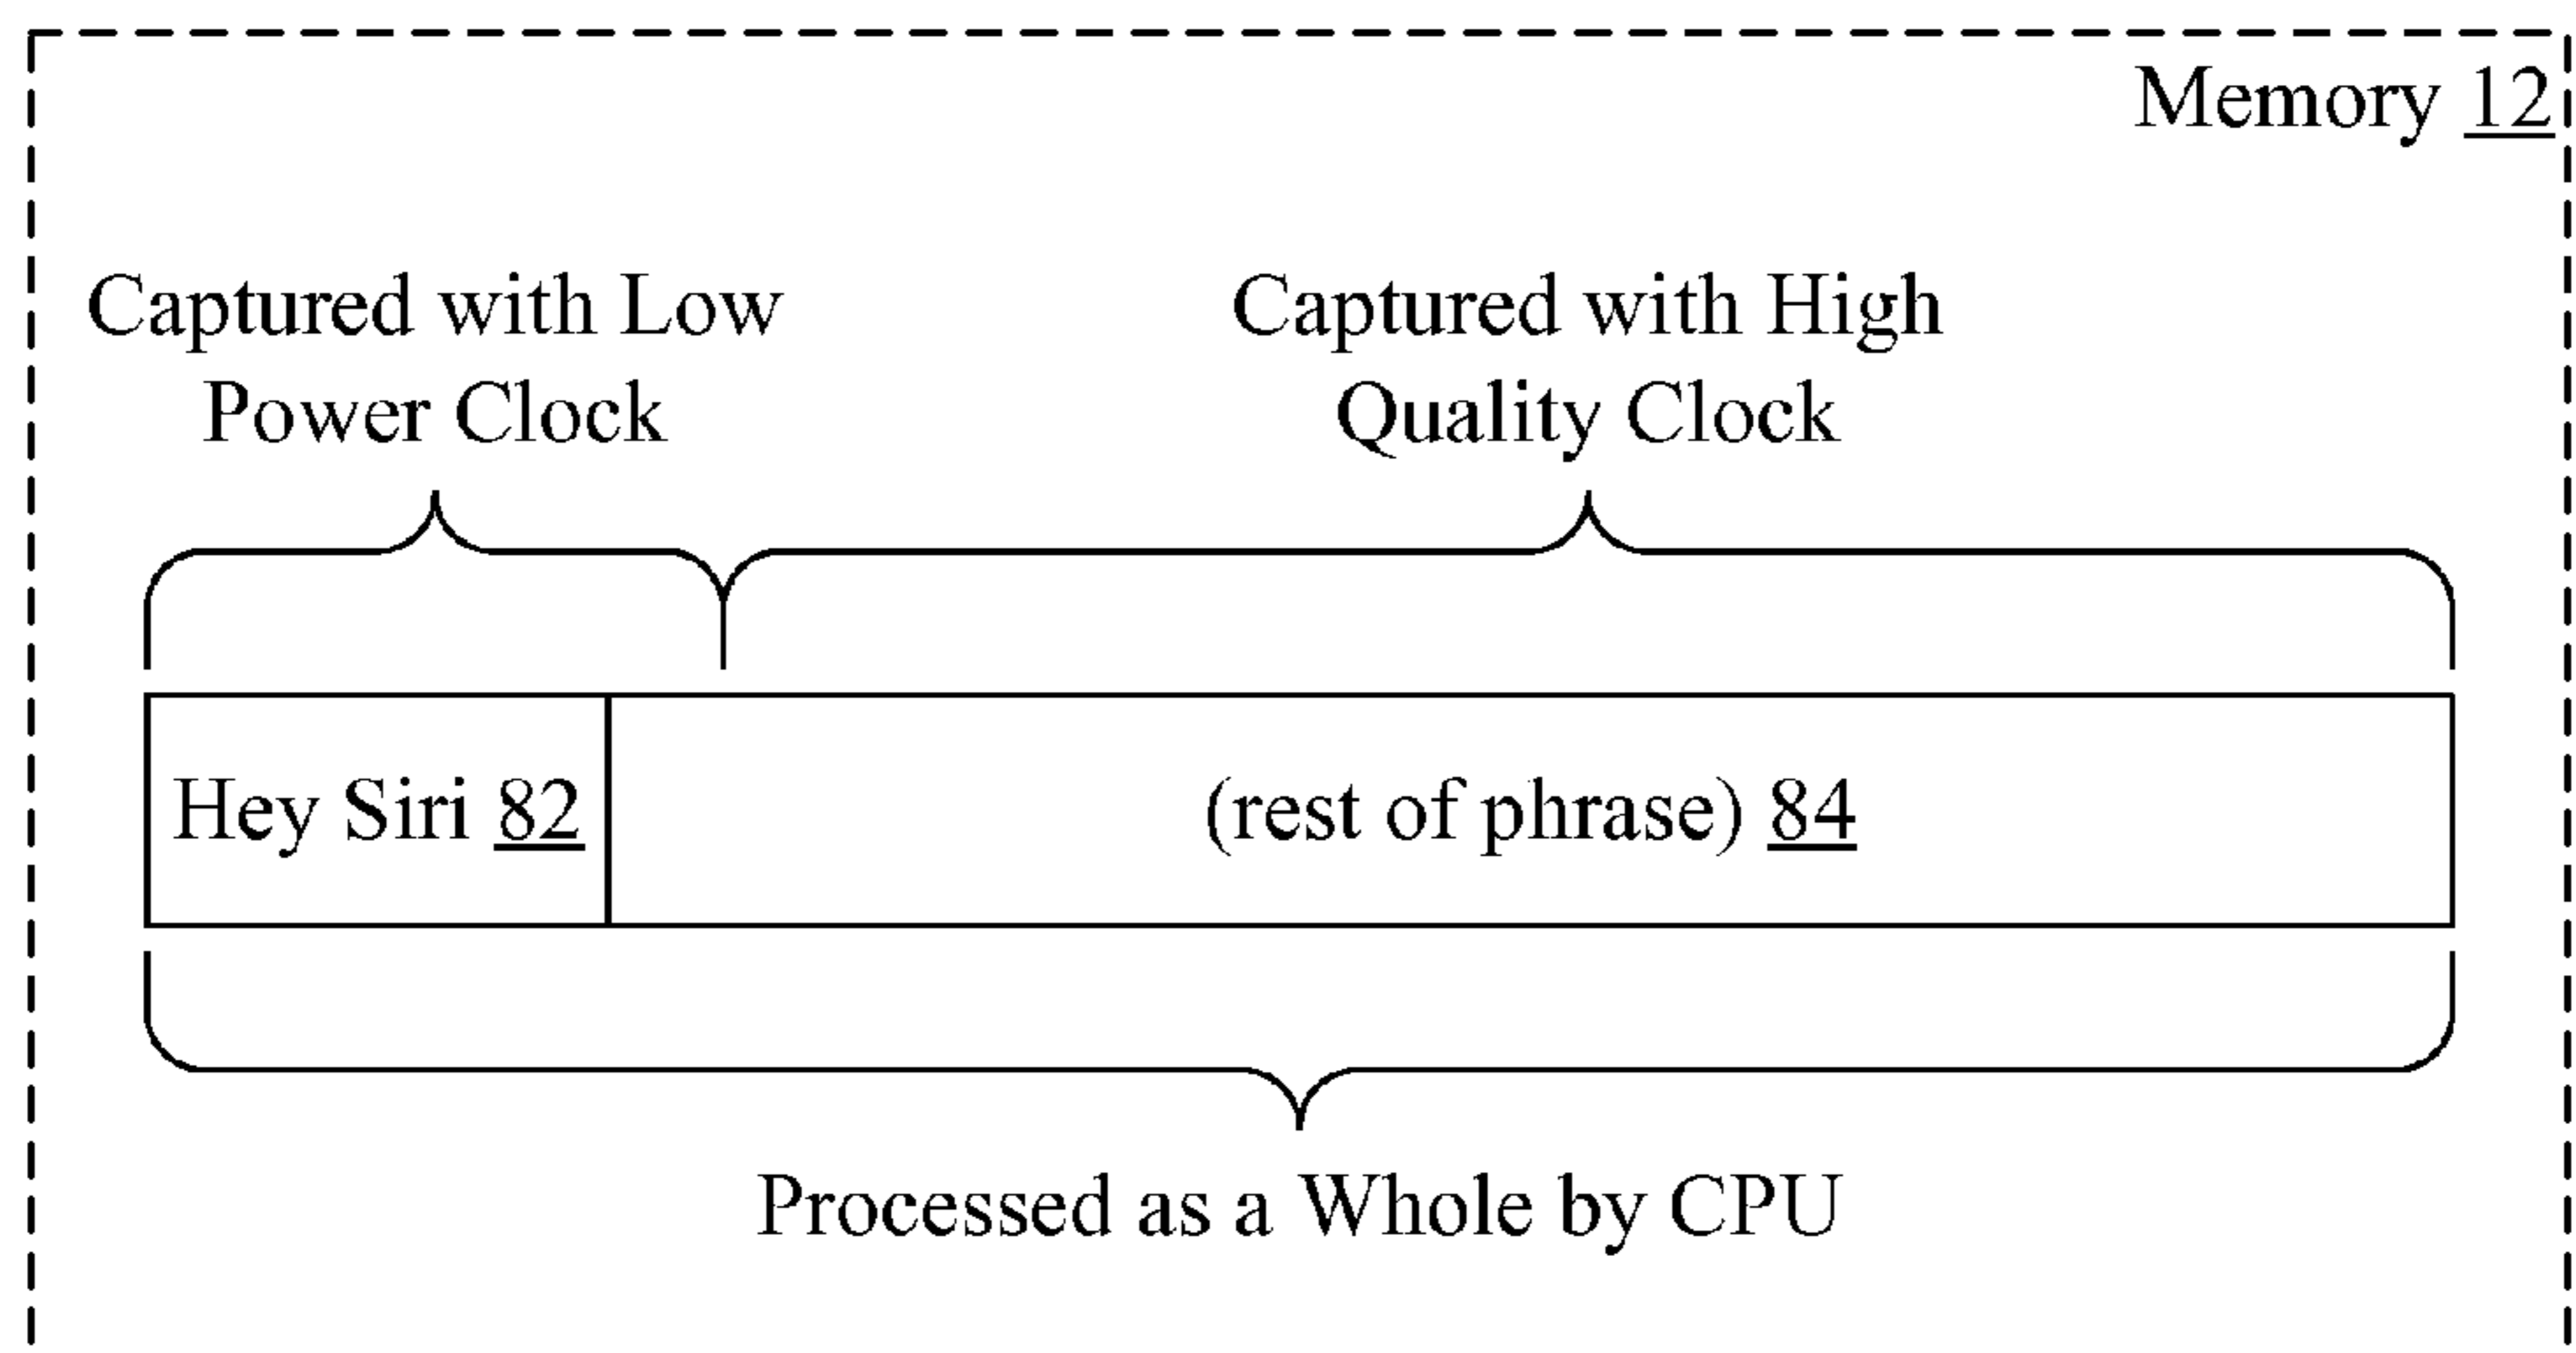 Memory 12
Captured with Low
Power Clock
Captured with High
Quality Clock
Hey Siri 82
(rest of phrase) 84
Processed as a Whole by CPU